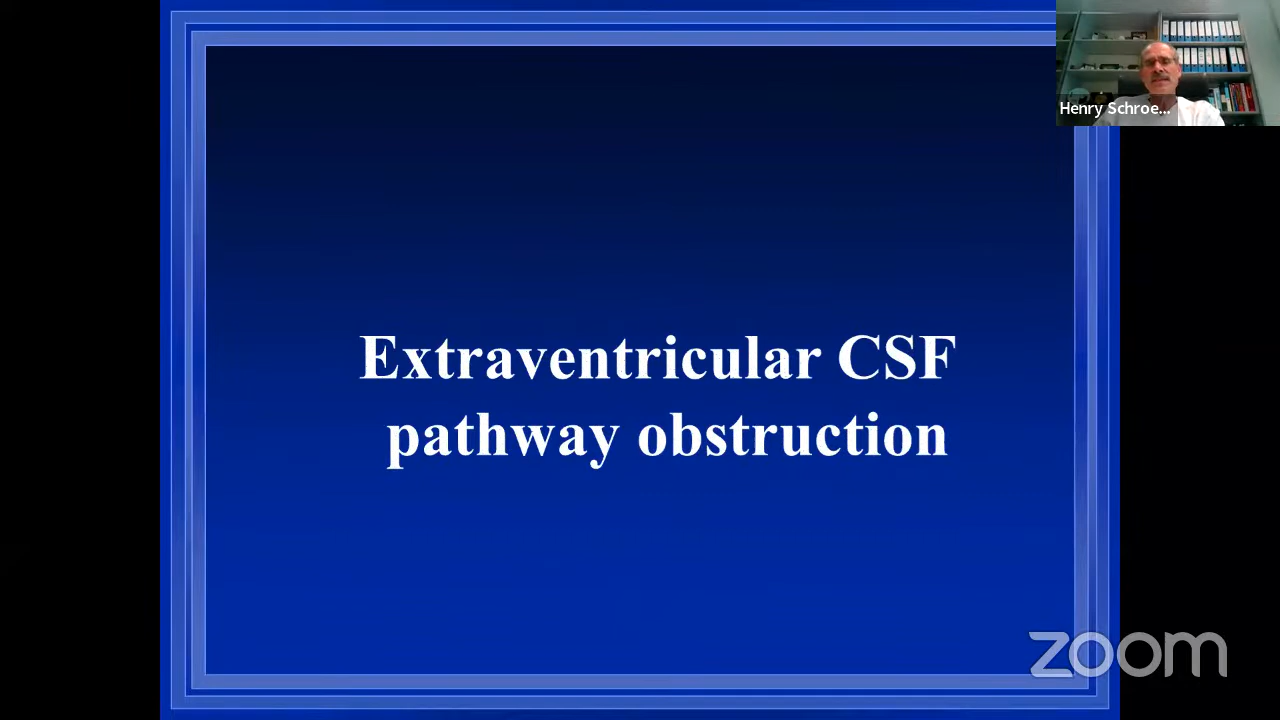 Henry Schroe...
Extraventricular CSF
pathway obstruction
zoom